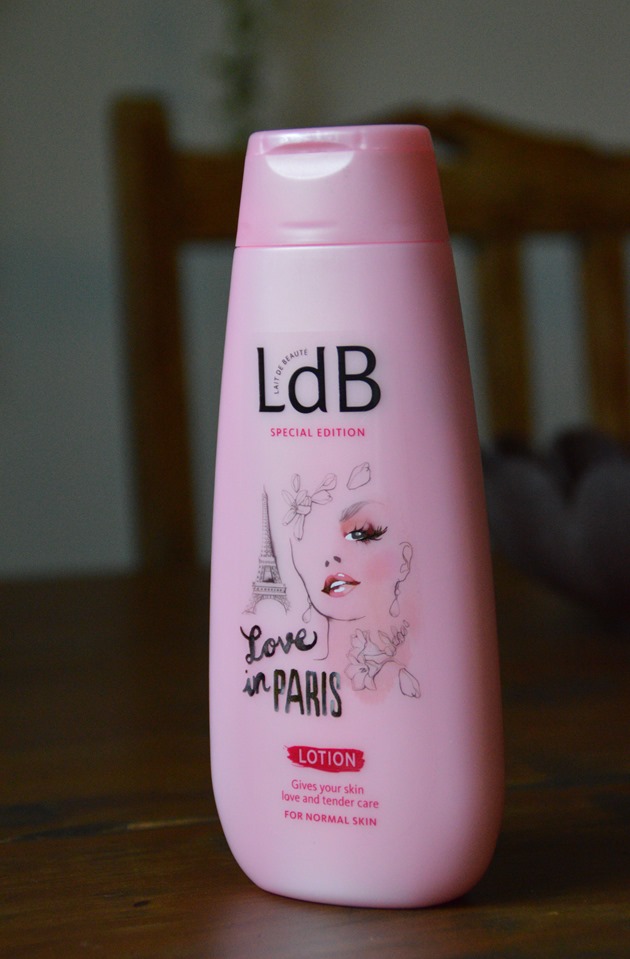 LAIT DE BEAUTÉ
LdB
SPECIAL EDITION
Love
in PARIS
LOTION
Gives your skin
love and tender care
FOR NORMAL SKIN